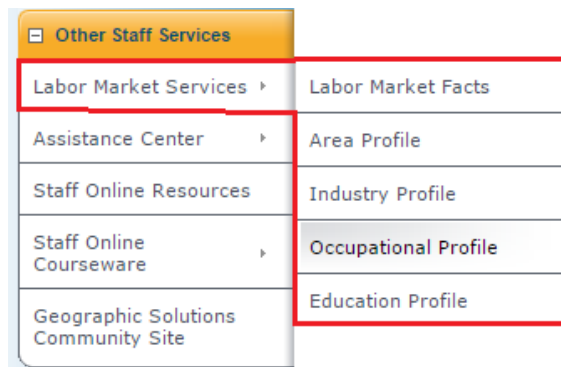 Other Staff Services
Labor Market Services
Assistance Center
Staff Online Resources
Staff Online
Courseware
Geographic Solutions
Community Site
Labor Market Facts
Area Profile
Industry Profile
Occupational Profile
Education Profile